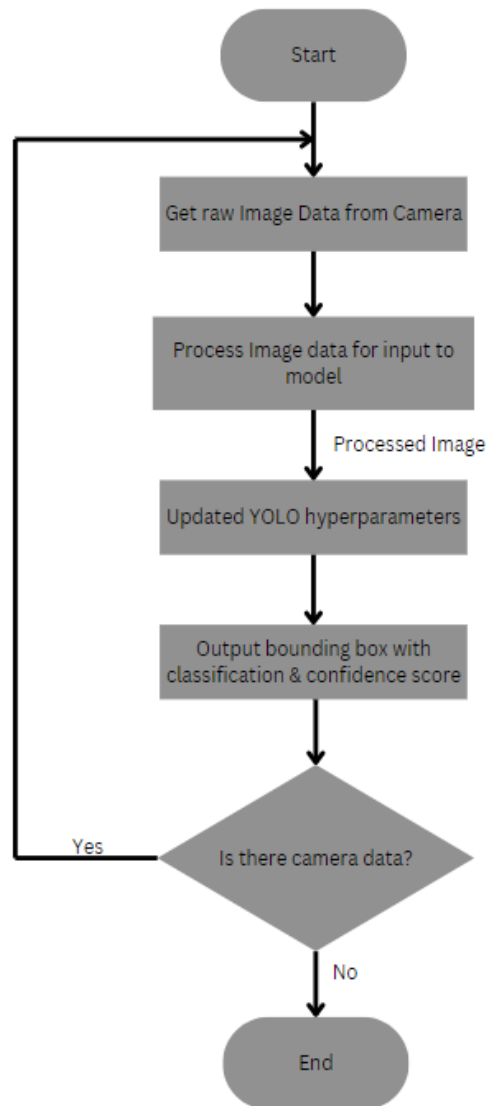 Start
Get raw Image Data from Camera
Process Image data for input to
model
Processed Image
Updated YOLO hyperparameters
Output bounding box with
classification & confidence score
Is there camera data?
Yes
No
End